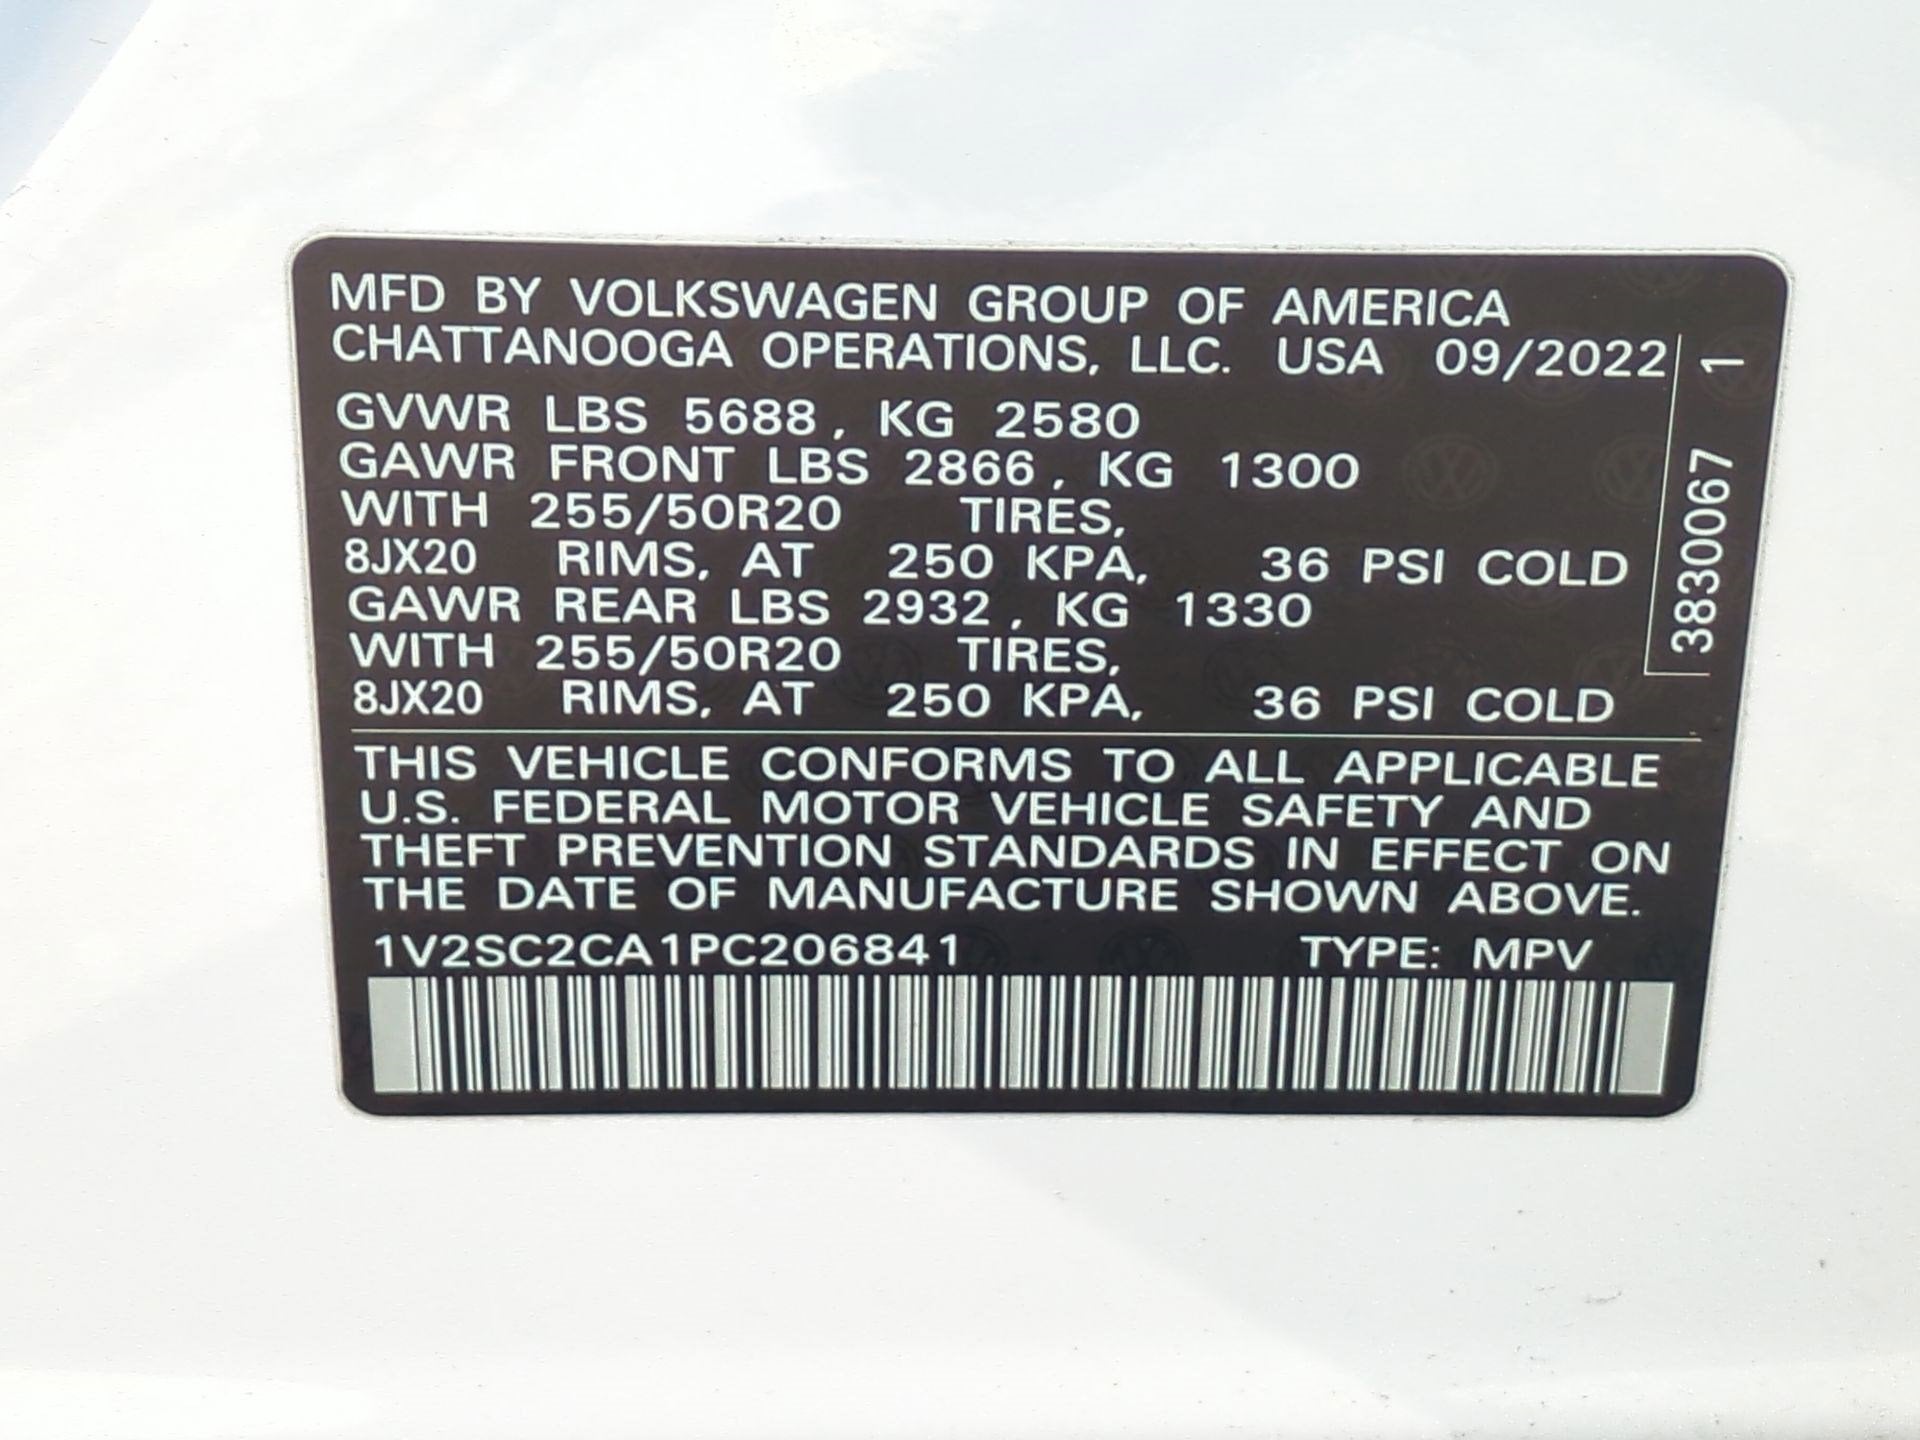 MFD BY VOLKSWAGEN GROUP OF AMERICA
CHATTANOOGA OPERATIONS, LLC. USA 09/2022
GVWR LBS 5688, KG 2580
GAWR FRONT LBS 2866, KG 1300
WITH 255/50R20 TIRES,
8JX20 RIMS, AT 250 KPA, 36 PSI COLD
GAWR REAR LBS 2932, KG 1330
WITH 255/50R20 TIRES,
8JX20 RIMS, AT 250 KPA, 36 PSI COLD
3830067 1
THIS VEHICLE CONFORMS TO ALL APPLICABLE
U.S. FEDERAL MOTOR VEHICLE SAFETY AND
THEFT PREVENTION STANDARDS IN EFFECT ON
THE DATE OF MANUFACTURE SHOWN ABOVE.
1V2SC2CA1PC206841 TYPE: MPV